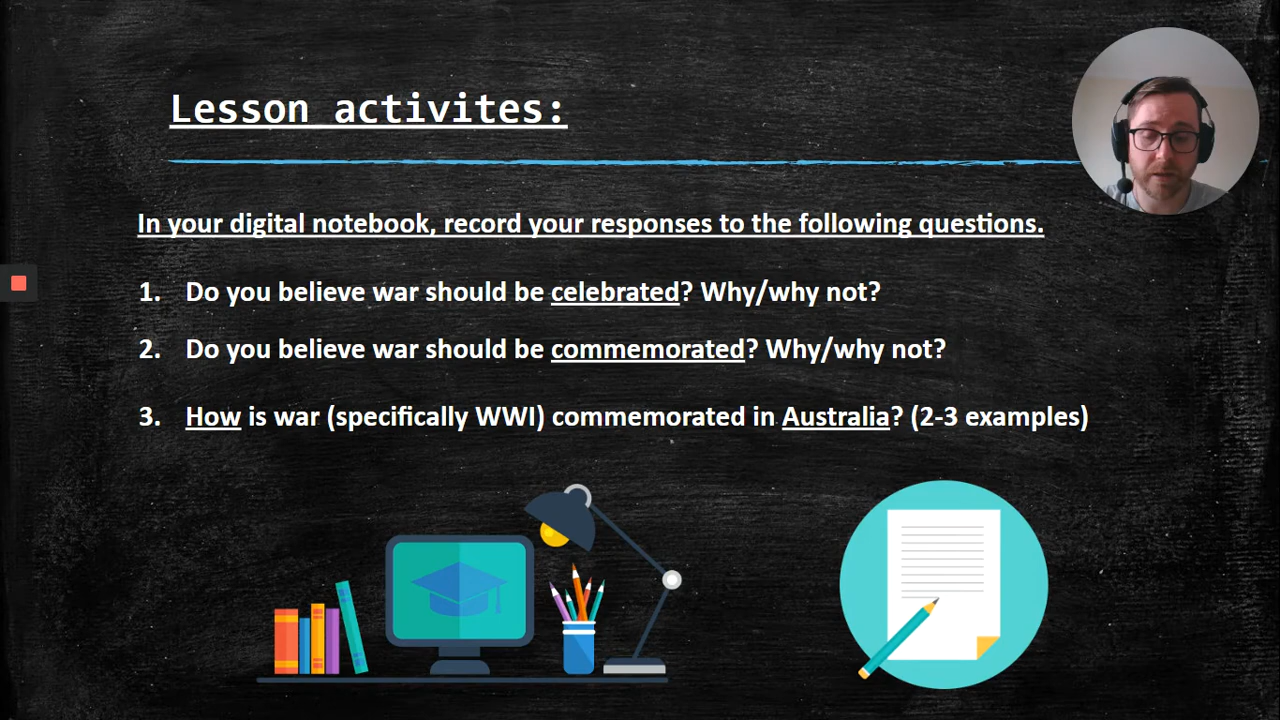 Lesson activites:
In your digital notebook, record your responses to the following questions.
1. Do you believe war should be celebrated? Why/why not?
2. Do you believe war should be commemorated? Why/why not?
3. How is war (specifically WWI) commemorated in Australia? (2-3 examples)